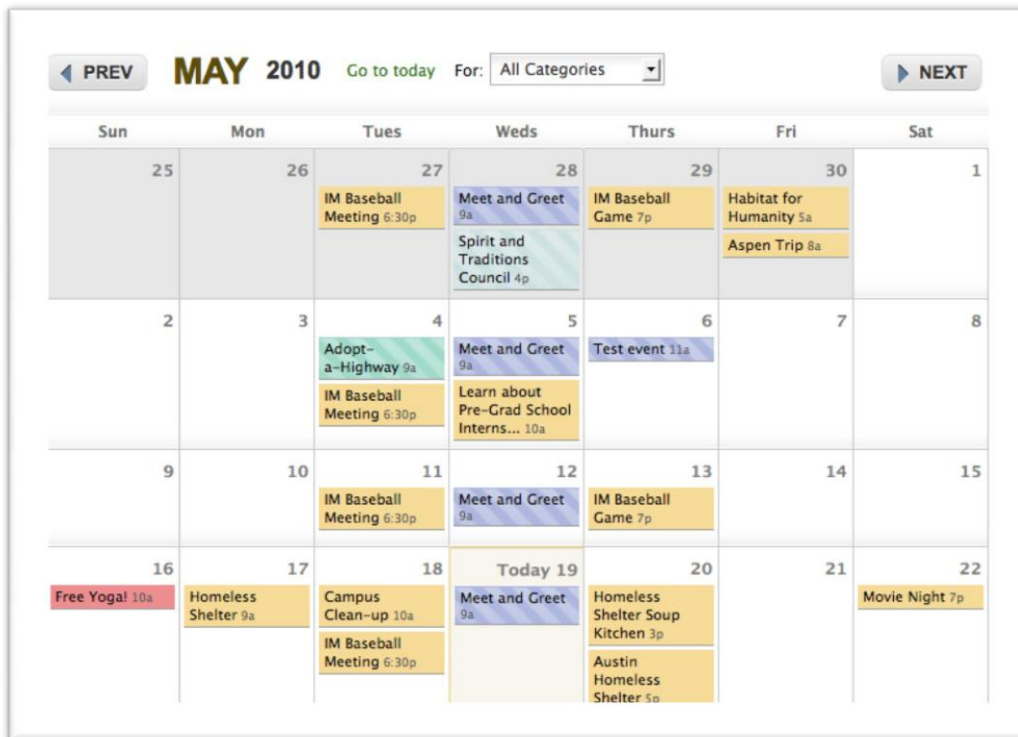 PREV MAY 2010 Go to today For: All Categories NEXT
Sun Mon Tues Weds Thurs Fri Sat
25 26 27 28 29 30 1
IM Baseball
Meeting 6:30p
Meet and Greet
9a
Spirit and
Traditions
Council 4p
IM Baseball
Game 7p
Habitat for
Humanity 5a
Aspen Trip 8a
2 3 4 5 6 7 8
Adopt-
a-Highway 9a
IM Baseball
Meeting 6:30p
Meet and Greet
9a
Learn about
Pre-Grad School
Interns... 10a
Test event 11a
9 10 11 12 13 14 15
IM Baseball
Meeting 6:30p
Meet and Greet
9a
IM Baseball
Game 7p
16 17 18 Today 19 20 21 22
Free Yoga! 10a
Homeless
Shelter 9a
Campus
Clean-up 10a
IM Baseball
Meeting 6:30p
Meet and Greet
9a
Homeless
Shelter Soup
Kitchen 3p
Austin
Homeless
Shelter 5p
Movie Night 7p